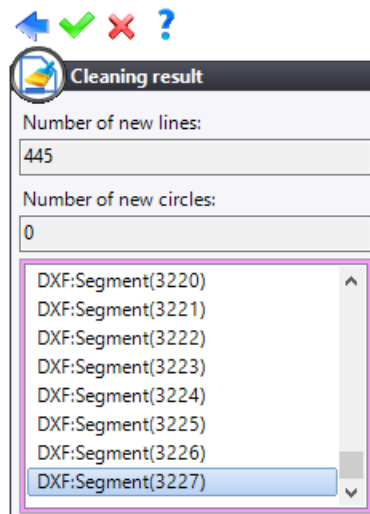 ?
Cleaning result
Number of new lines:
445
Number of new circles:
0
DXF:Segment(3220)
DXF:Segment(3221)
DXF:Segment(3222)
DXF:Segment(3223)
DXF:Segment(3224)
DXF:Segment(3225)
DXF:Segment(3226)
DXF:Segment(3227)